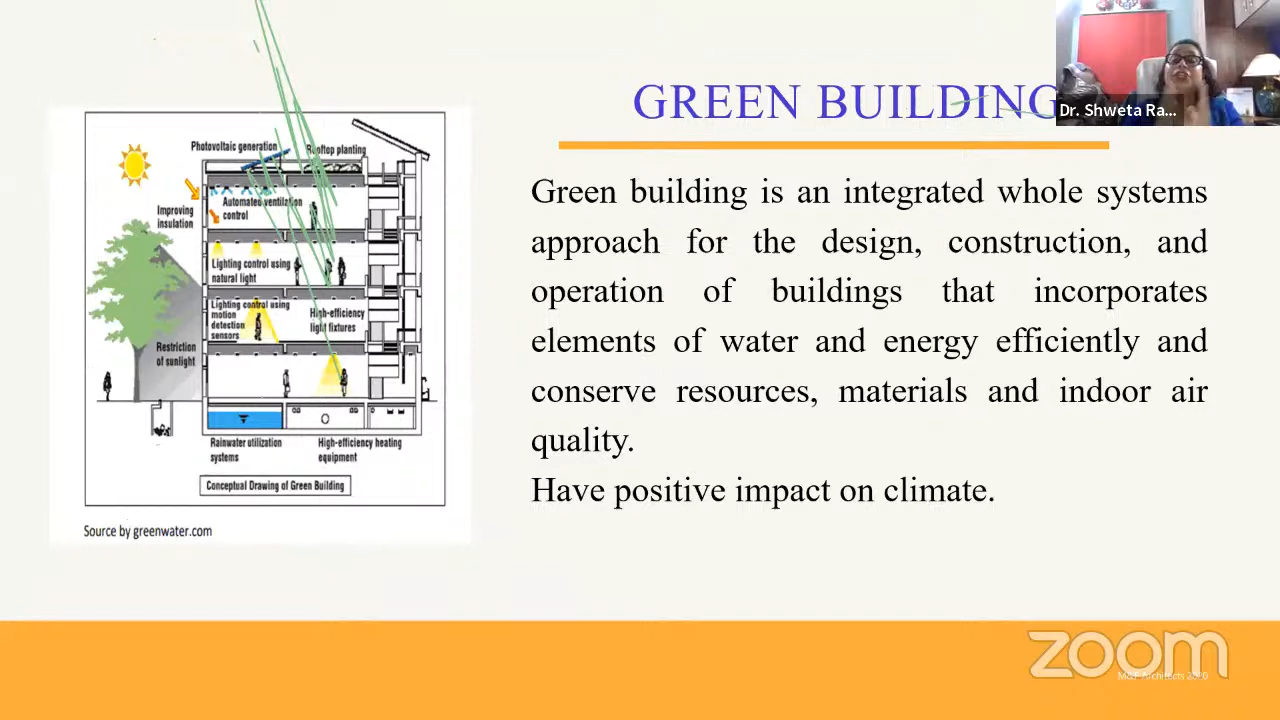 GREEN BUILDING
Dr. Shweta Ra...
Green building is an integrated whole systems
approach for the design, construction, and
operation of buildings that incorporates
elements of water and energy efficiently and
conserve resources, materials and indoor air
quality.
Have positive impact on climate.
Photovoltaic generation
Rooftop planting
Improving
insulation
Automated ventilation
control
Lighting control using
natural light
Lighting control using
motion
detection
sensors
High-efficiency
light fixtures
Restriction
of sunlight
Rainwater utilization
systems
High-efficiency heating
equipment
Conceptual Drawing of Green Building
Source by greenwater.com
zoom
Architects